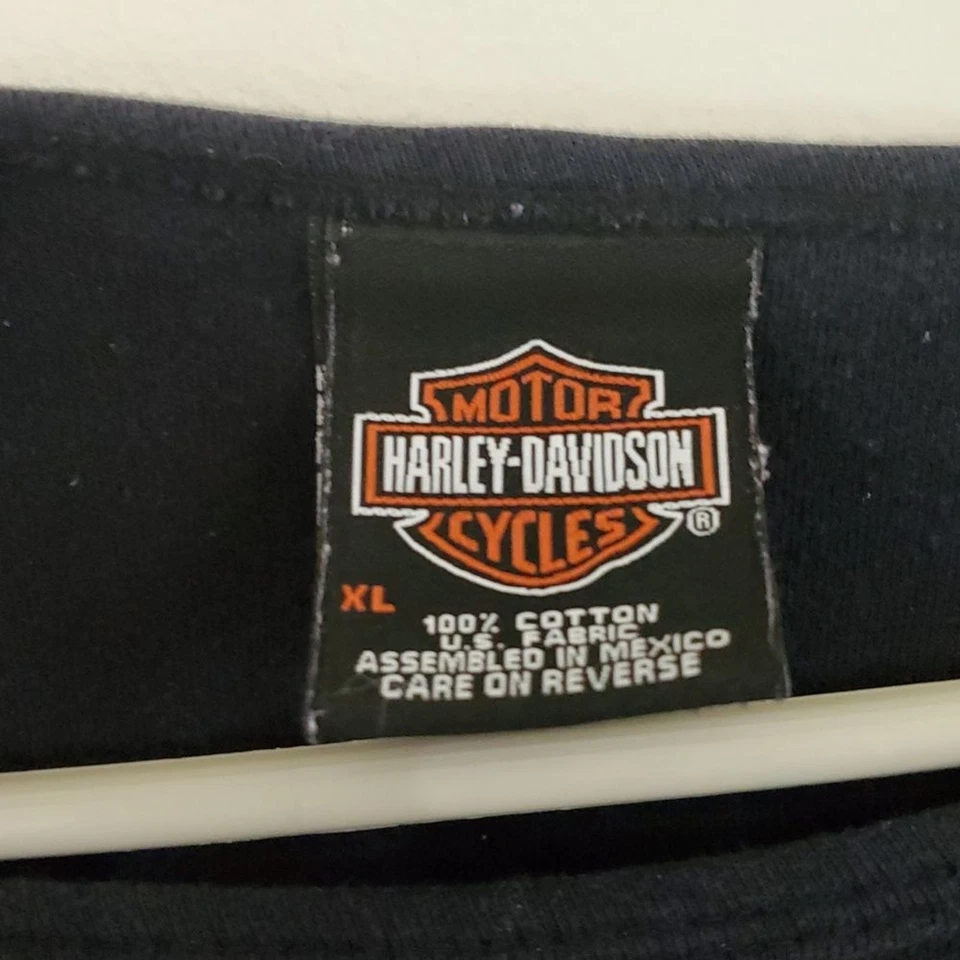 MOTOR
HARLEY-DAVIDSON
CYCLES
®
XL
100% COTTON
U.S. FABRIC
ASSEMBLED IN MEXICO
CARE ON REVERSE